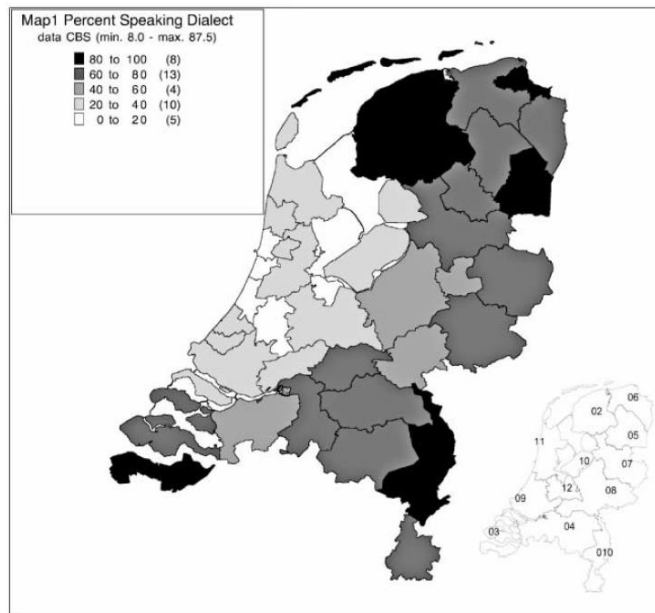 Map1 Percent Speaking Dialect
data CBS (min. 8.0 - max. 87.5)
80 to 100 (8)
60 to 80 (13)
40 to 60 (4)
20 to 40 (10)
0 to 20 (5)
06
02
05
11
10
07
12
08
09
03
04
010